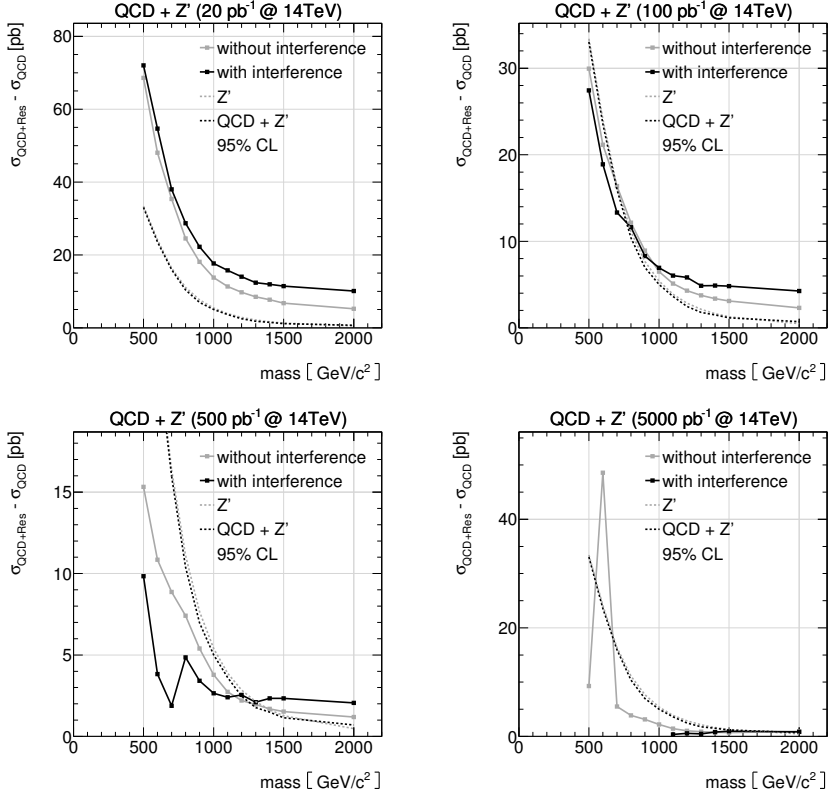 QCD + Z' (20 pb⁻¹ @ 14TeV)
σQCD+Res - σQCD [pb]
without interference
with interference
Z'
QCD + Z'
95% CL
80
60
40
20
0
0 500 1000 1500 2000
mass [ GeV/c² ]
QCD + Z' (100 pb⁻¹ @ 14TeV)
σQCD+Res - σQCD [pb]
without interference
with interference
Z'
QCD + Z'
95% CL
30
20
10
0
0 500 1000 1500 2000
mass [ GeV/c² ]
QCD + Z' (500 pb⁻¹ @ 14TeV)
σQCD+Res - σQCD [pb]
without interference
with interference
Z'
QCD + Z'
95% CL
15
10
5
0
0 500 1000 1500 2000
mass [ GeV/c² ]
QCD + Z' (5000 pb⁻¹ @ 14TeV)
σQCD+Res - σQCD [pb]
without interference
with interference
Z'
QCD + Z'
95% CL
40
20
0
0 500 1000 1500 2000
mass [ GeV/c² ]